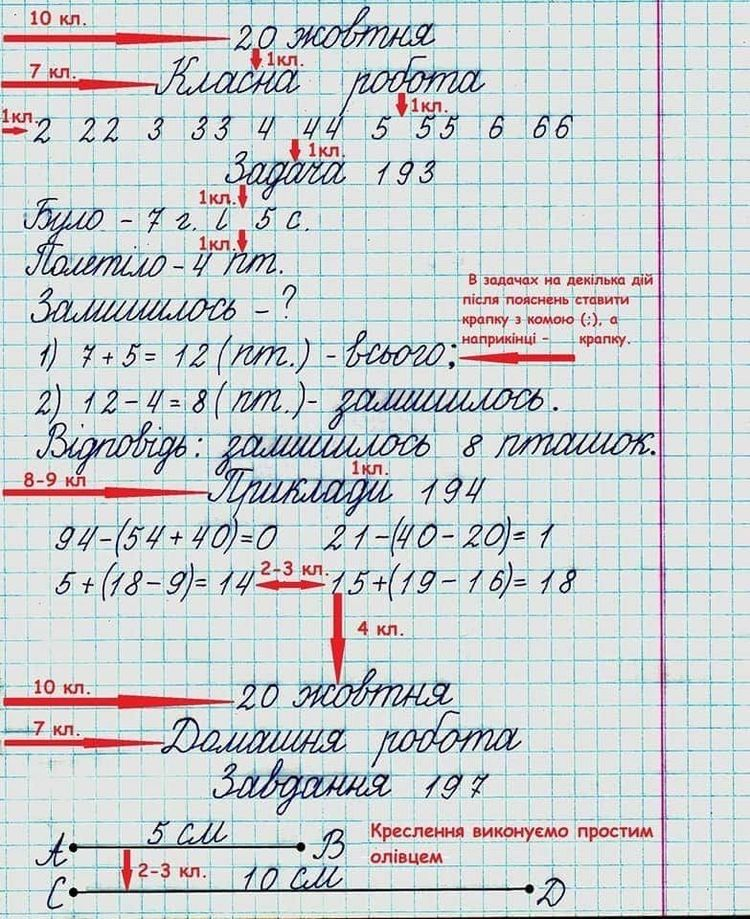 10 кл. 20 жовтня
1кл.
7 кл. Класна робота
1кл.
1кл. 2 22 3 33 4 44 5 55 6 66
1кл.
Задача 193
1кл.
Було – 7 г. і 5 с.
1кл.
Полетіло – 4 пт.
Залишилось – ?
В задачах на декілька дій
після пояснень ставити
крапку з комою (;), а
наприкінці - крапку.
1) 7 + 5 = 12 (пт.) – всього;
2) 12 – 4 = 8 (пт.) – залишилось.
Відповідь: залишилось 8 пташок.
1кл.
8-9 кл Приклади 194
94 – (54 + 40) = 0 21 – (40 – 20) = 1
5 + (18 – 9) = 14 2-3 кл. 15 + (19 – 16) = 18
4 кл.
10 кл. 20 жовтня
7 кл. Домашня робота
Завдання 197
A 5 см B
Креслення виконуємо простим
олівцем
2-3 кл.
C 10 см D